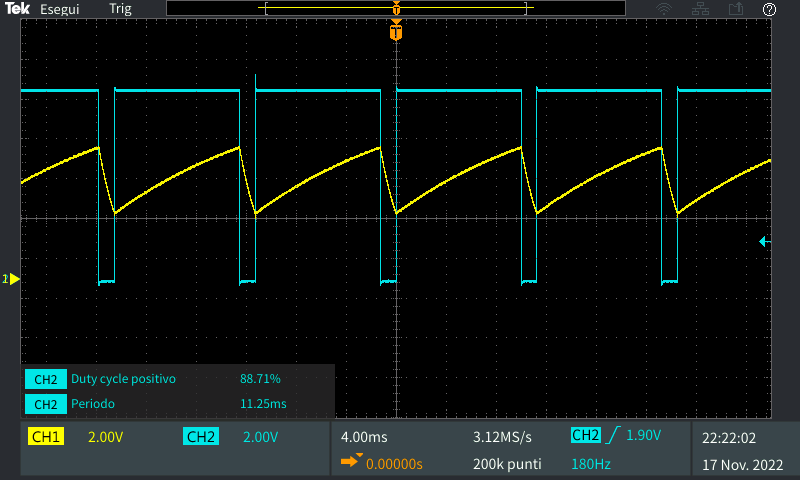 Tek Esegui Trig
T
T
CH2 Duty cycle positivo 88.71%
CH2 Periodo 11.25ms
CH1 2.00V CH2 2.00V 4.00ms 3.12MS/s CH2 1.90V 22:22:02
0.00000s 200k punti 180Hz 17 Nov. 2022